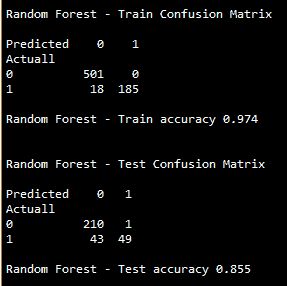 Random Forest - Train Confusion Matrix
Predicted 0 1
Actuall
0 501 0
1 18 185
Random Forest - Train accuracy 0.974
Random Forest - Test Confusion Matrix
Predicted 0 1
Actuall
0 210 1
1 43 49
Random Forest - Test accuracy 0.855